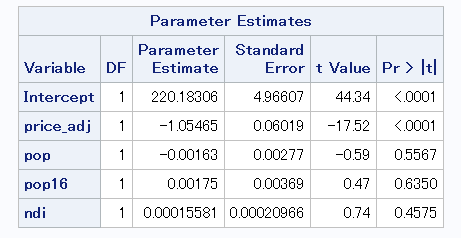 Parameter Estimates
Variable DF Parameter Estimate Standard Error t Value Pr > |t|
Intercept 1 220.18306 4.96607 44.34 <.0001
price_adj 1 -1.05465 0.06019 -17.52 <.0001
pop 1 -0.00163 0.00277 -0.59 0.5567
pop16 1 0.00175 0.00369 0.47 0.6350
ndi 1 0.00015581 0.00020966 0.74 0.4575